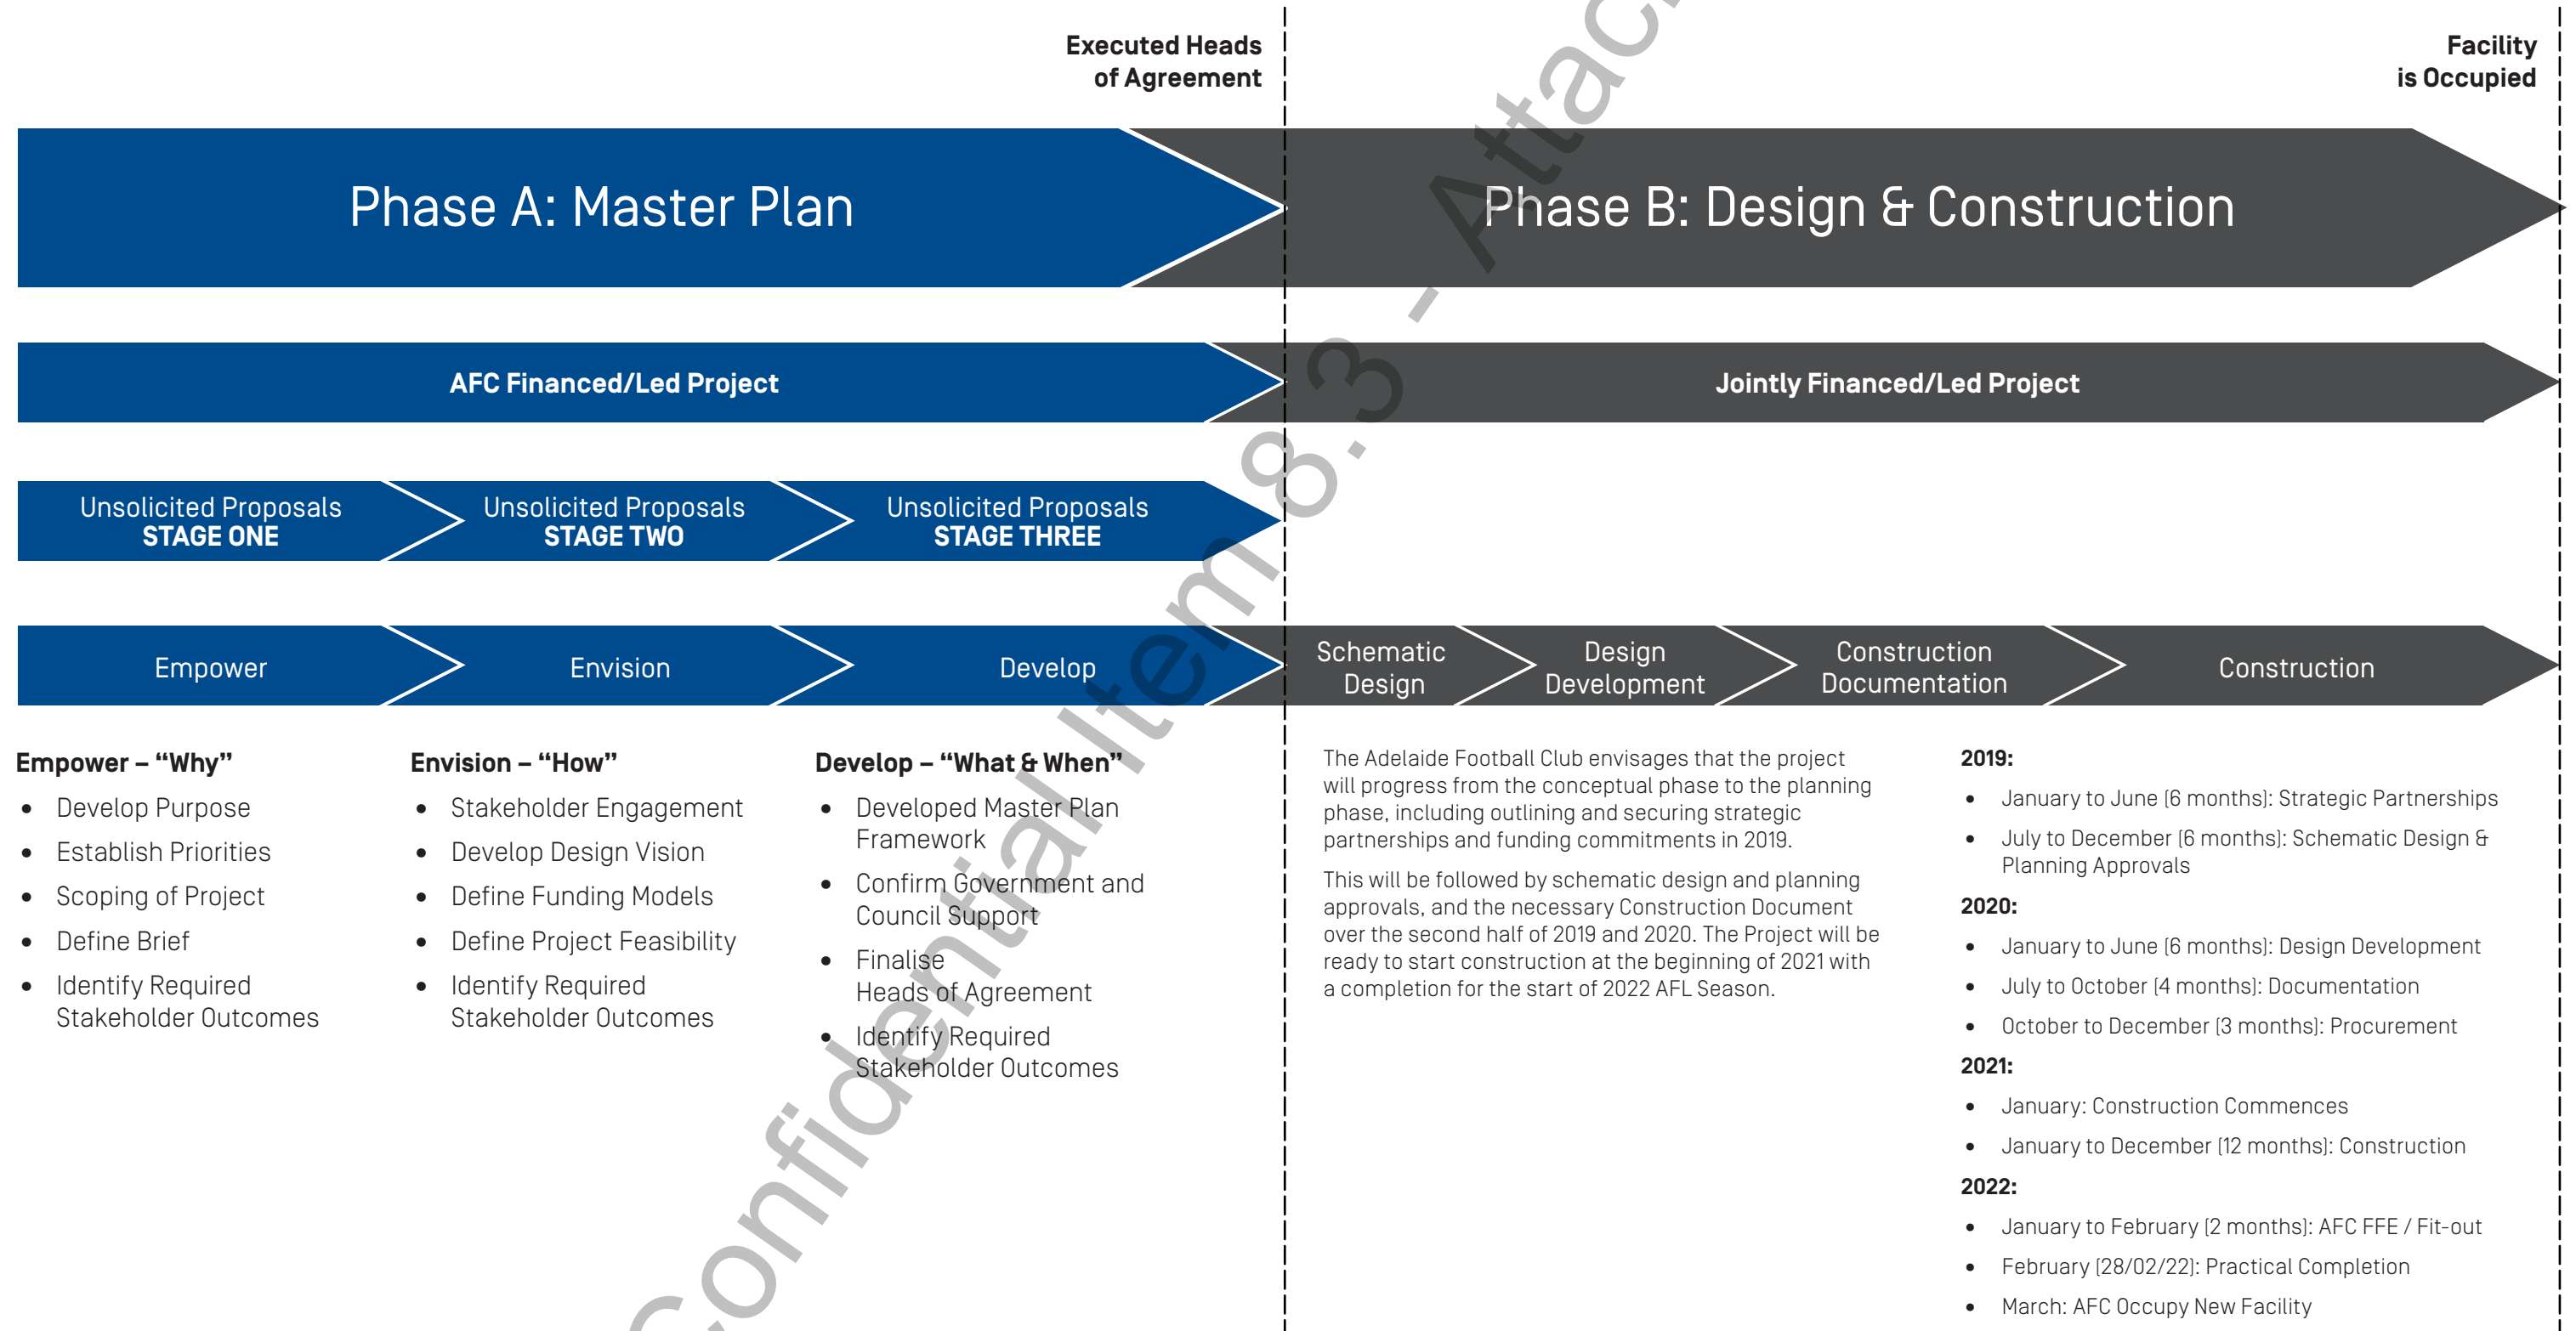 Executed Heads
of Agreement
Facility
is Occupied
Phase A: Master Plan
Phase B: Design & Construction
AFC Financed/Led Project
Jointly Financed/Led Project
Unsolicited Proposals
STAGE ONE
Unsolicited Proposals
STAGE TWO
Unsolicited Proposals
STAGE THREE
Empower
Envision
Develop
Schematic
Design
Design
Development
Construction
Documentation
Construction
Empower – “Why”
• Develop Purpose
• Establish Priorities
• Scoping of Project
• Define Brief
• Identify Required
Stakeholder Outcomes
Envision – “How”
• Stakeholder Engagement
• Develop Design Vision
• Define Funding Models
• Define Project Feasibility
• Identify Required
Stakeholder Outcomes
Develop – “What & When”
• Developed Master Plan
Framework
• Confirm Government and
Council Support
• Finalise
Heads of Agreement
• Identify Required
Stakeholder Outcomes
The Adelaide Football Club envisages that the project
will progress from the conceptual phase to the planning
phase, including outlining and securing strategic
partnerships and funding commitments in 2019.
This will be followed by schematic design and planning
approvals, and the necessary Construction Document
over the second half of 2019 and 2020. The Project will be
ready to start construction at the beginning of 2021 with
a completion for the start of 2022 AFL Season.
2019:
• January to June (6 months): Strategic Partnerships
• July to December (6 months): Schematic Design &
Planning Approvals
2020:
• January to June (6 months): Design Development
• July to October (4 months): Documentation
• October to December (3 months): Procurement
2021:
• January: Construction Commences
• January to December (12 months): Construction
2022:
• January to February (2 months): AFC FFE / Fit-out
• February (28/02/22): Practical Completion
• March: AFC Occupy New Facility
Confidential Item 8.3 - Attac